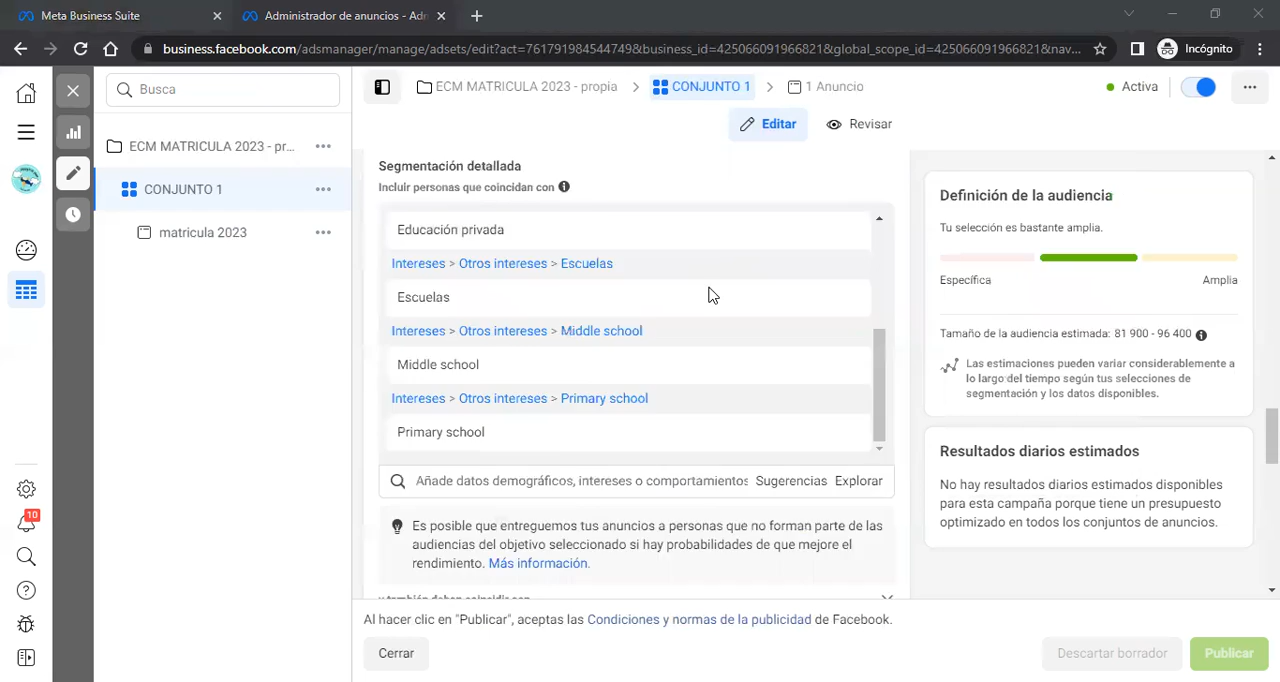 Meta Business Suite
Administrador de anuncios - Adm
business.facebook.com/adsmanager/manage/adsets/edit?act=761791984544749&business_id=425066091966821&global_scope_id=425066091966821&nav...
Incógnito
Busca
ECM MATRICULA 2023 - propia
CONJUNTO 1
1 Anuncio
Activa
Editar
Revisar
ECM MATRICULA 2023 - pr...
CONJUNTO 1
matricula 2023
10
Segmentación detallada
Incluir personas que coincidan con
Educación privada
Intereses > Otros intereses > Escuelas
Escuelas
Intereses > Otros intereses > Middle school
Middle school
Intereses > Otros intereses > Primary school
Primary school
Añade datos demográficos, intereses o comportamientos
Sugerencias
Explorar
Es posible que entreguemos tus anuncios a personas que no forman parte de las
audiencias del objetivo seleccionado si hay probabilidades de que mejore el
rendimiento. Más información.
Definición de la audiencia
Tu selección es bastante amplia.
Específica
Amplia
Tamaño de la audiencia estimada: 81 900 - 96 400
Las estimaciones pueden variar considerablemente a
lo largo del tiempo según tus selecciones de
segmentación y los datos disponibles.
Resultados diarios estimados
No hay resultados diarios estimados disponibles
para esta campaña porque tiene un presupuesto
optimizado en todos los conjuntos de anuncios.
Al hacer clic en "Publicar", aceptas las Condiciones y normas de la publicidad de Facebook.
Cerrar
Descartar borrador
Publicar